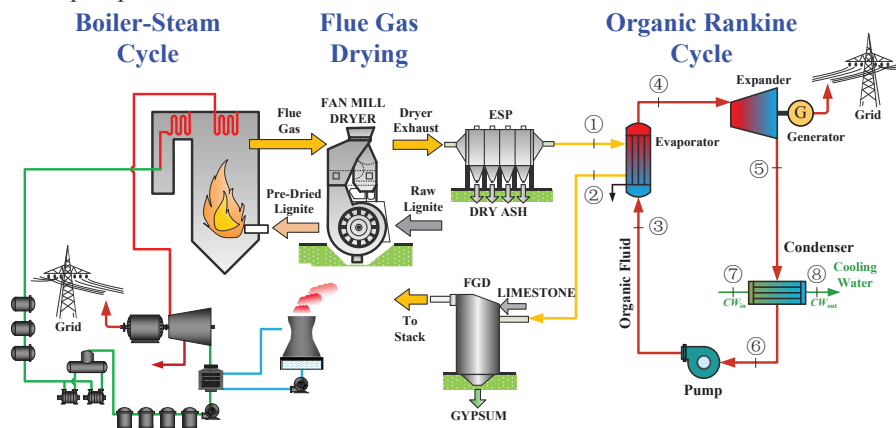 Boiler-Steam
Cycle
Flue Gas
Drying
Organic Rankine
Cycle
Flue
Gas
FAN MILL
DRYER
Dryer
Exhaust
ESP
①
②
③
④
⑤
⑥
⑦
⑧
Evaporator
Expander
G
Generator
Grid
Pre-Dried
Lignite
Raw
Lignite
DRY ASH
Condenser
Cooling
Water
CWin
CWout
Organic Fluid
Pump
FGD
LIMESTONE
To
Stack
GYPSUM
Grid